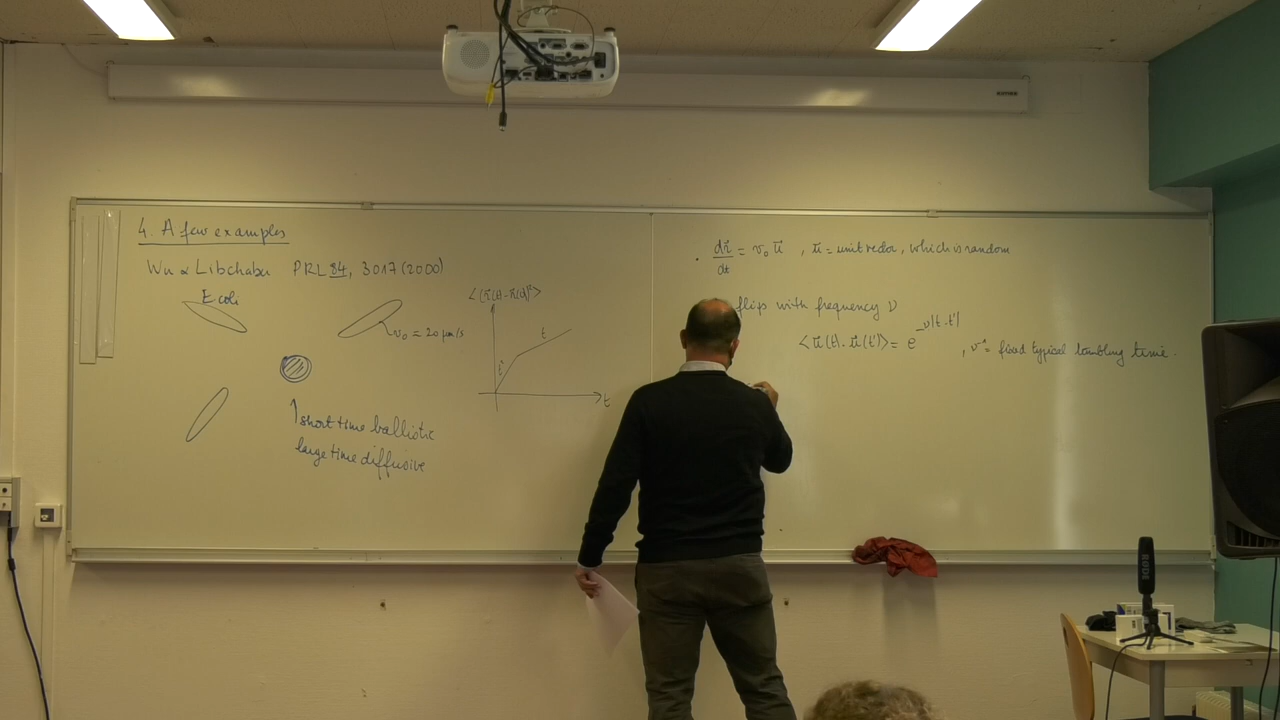 4. A few examples
Wu & Libchaber PRL 84, 3017 (2000)
E coli
v₀ = 20 μm/s
<(r⃗(t)-r⃗(0))²>
t
t²
t
↑ short time ballistic
large time diffusive
dr⃗/dt = v₀ u⃗ , u⃗ = unit vector, which is random
flips with frequency ν
<u⃗(t). u⃗(t')> = e^-ν|t-t'|
, ν⁻¹ = fixed typical tumbling time.
RODE